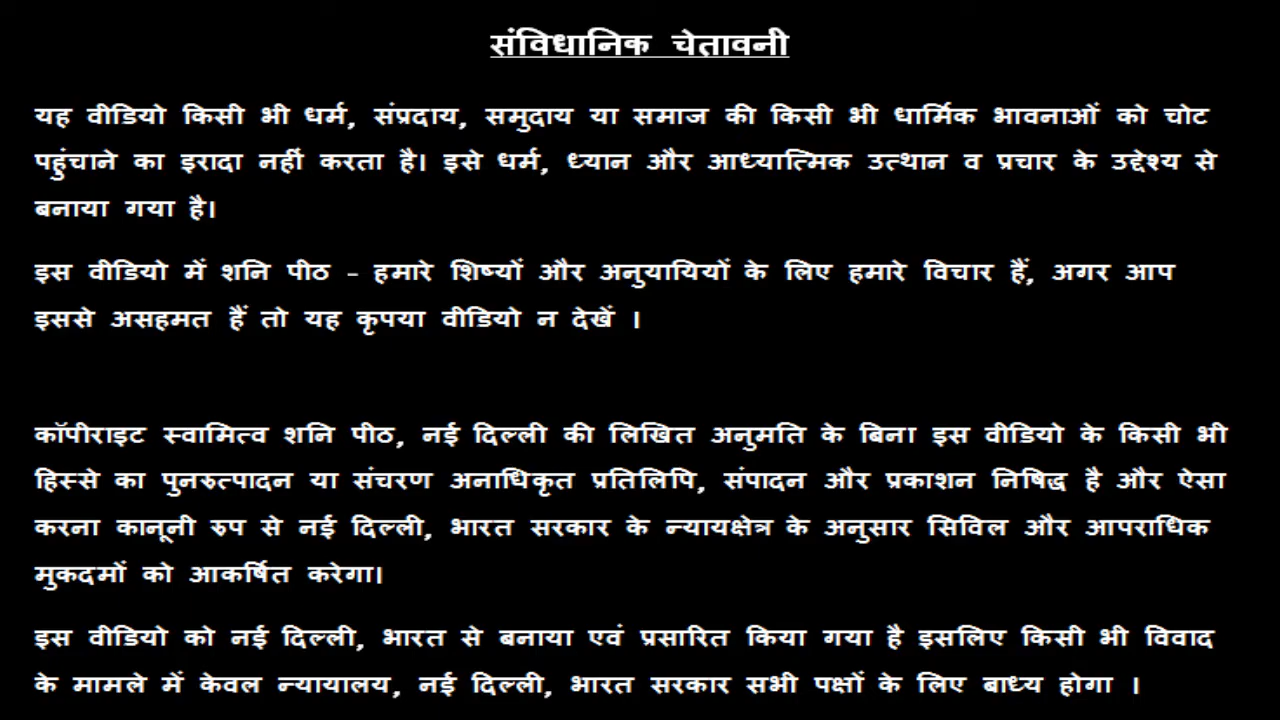 संविधानिक चेतावनी
यह वीडियो किसी भी धर्म, संप्रदाय, समुदाय या समाज की किसी भी धार्मिक भावनाओं को चोट
पहुंचाने का इरादा नहीं करता है। इसे धर्म, ध्यान और आध्यात्मिक उत्थान व प्रचार के उद्देश्य से
बनाया गया है।
इस वीडियो में शनि पीठ – हमारे शिष्यों और अनुयायियों के लिए हमारे विचार हैं, अगर आप
इससे असहमत हैं तो यह कृपया वीडियो न देखें ।
कॉपीराइट स्वामित्व शनि पीठ, नई दिल्ली की लिखित अनुमति के बिना इस वीडियो के किसी भी
हिस्से का पुनरुत्पादन या संचरण अनाधिकृत प्रतिलिपि, संपादन और प्रकाशन निषिद्ध है और ऐसा
करना कानूनी रुप से नई दिल्ली, भारत सरकार के न्यायक्षेत्र के अनुसार सिविल और आपराधिक
मुकदमों को आकर्षित करेगा।
इस वीडियो को नई दिल्ली, भारत से बनाया एवं प्रसारित किया गया है इसलिए किसी भी विवाद
के मामले में केवल न्यायालय, नई दिल्ली, भारत सरकार सभी पक्षों के लिए बाध्य होगा ।